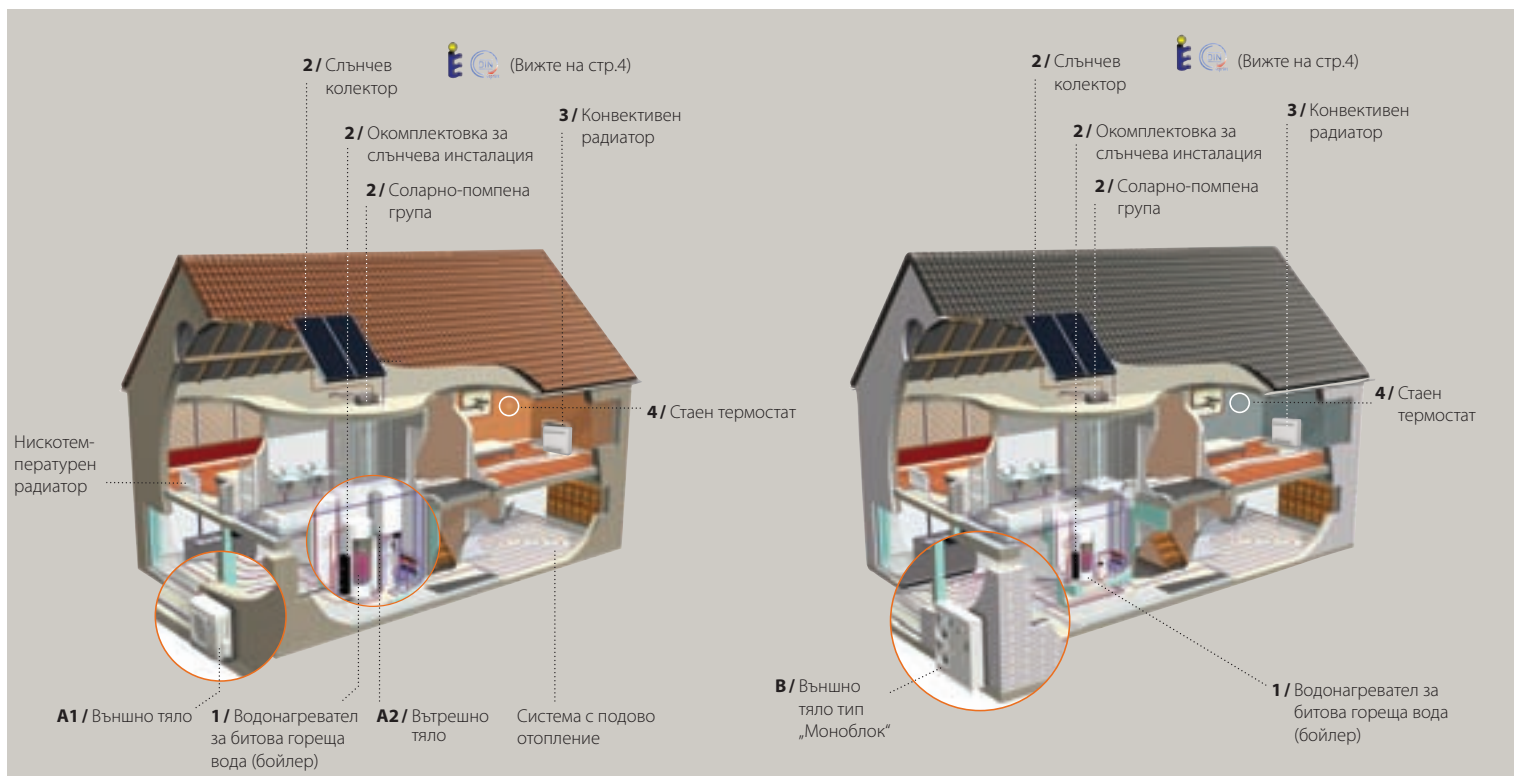 2 / Слънчев
колектор
(Вижте на стр.4)
3 / Конвективен
радиатор
2 / Окомплектовка за
слънчева инсталация
2 / Соларно-помпена
група
4 / Стаен термостат
Нискотем-
пературен
радиатор
A1 / Външно тяло
1 / Водонагревател
за битова гореща
вода (бойлер)
A2 / Вътрешно
тяло
Система с подово
отопление
2 / Слънчев
колектор
(Вижте на стр.4)
3 / Конвективен
радиатор
2 / Окомплектовка за
слънчева инсталация
2 / Соларно-помпена
група
4 / Стаен
термостат
B / Външно
тяло тип
„Моноблок“
1 / Водонагревател за
битова гореща вода
(бойлер)